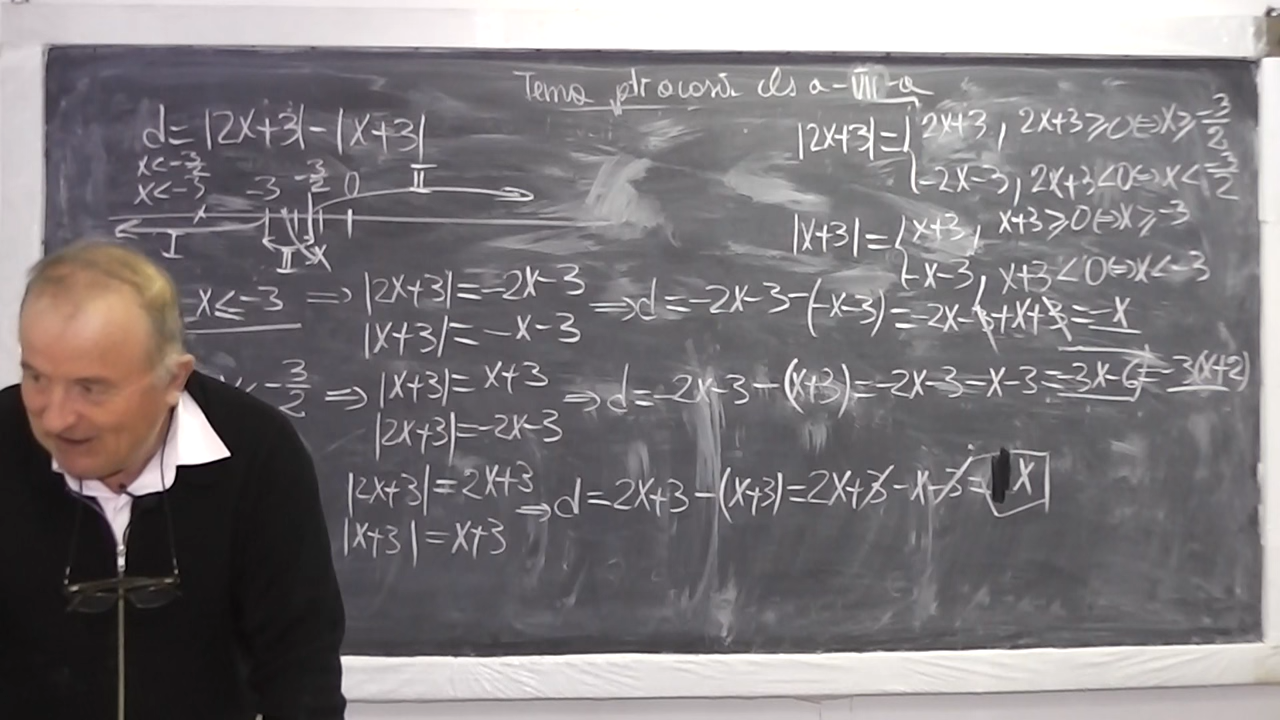 Tema ptr acasă cls a-VII-a
d=|2x+3|-|x+3|
x<-3/2
x<-3
-3 -3/2 0
x
I II x II
|2x+3|={2x+3, 2x+3≥0⇔x≥-3/2
-2x-3, 2x+3<0⇔x<-3/2
|x+3|={x+3, x+3≥0⇔x≥-3
-x-3, x+3<0⇔x<-3
x≤-3 ⇒ |2x+3|=-2x-3 ⇒d=-2x-3-(-x-3)=-2x-3+x+3=-x
|x+3|=-x-3
<-3/2 ⇒ |x+3|=x+3 ⇒d=-2x-3-(x+3)=-2x-3-x-3=-3x-6=-3(x+2)
|2x+3|=-2x-3
|2x+3|=2x+3 ⇒d=2x+3-(x+3)=2x+3-x-3=x
|x+3|=x+3